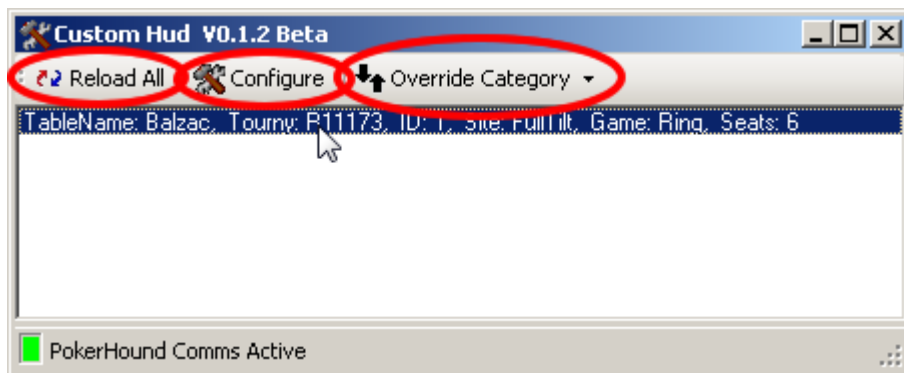 Custom Hud V0.1.2 Beta
Reload All Configure Override Category
TableName: Balzac, Tourny: R11173, ID: 1, Site: FullTilt, Game: Ring, Seats: 6
PokerHound Comms Active